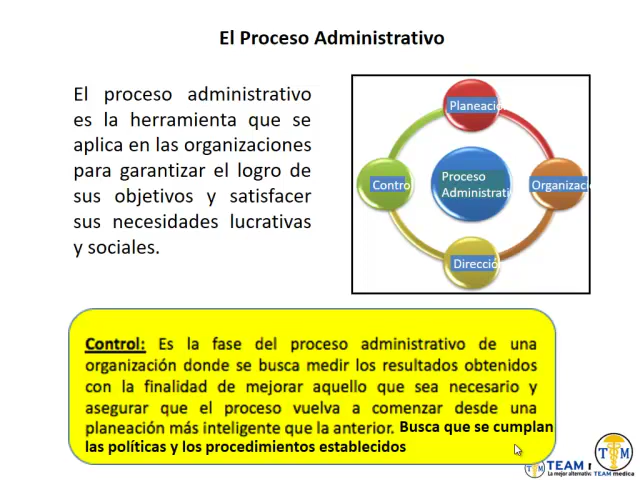 El Proceso Administrativo
El proceso administrativo
es la herramienta que se
aplica en las organizaciones
para garantizar el logro de
sus objetivos y satisfacer
sus necesidades lucrativas
y sociales.
Planeació
Contro
Proceso
Administrati
Organizaci
Direcció
Control: Es la fase del proceso administrativo de una
organización donde se busca medir los resultados obtenidos
con la finalidad de mejorar aquello que sea necesario y
asegurar que el proceso vuelva a comenzar desde una
planeación más inteligente que la anterior. Busca que se cumplan
las políticas y los procedimientos establecidos
TM TEAM
La mejor alternativa
TM
TEAM medica